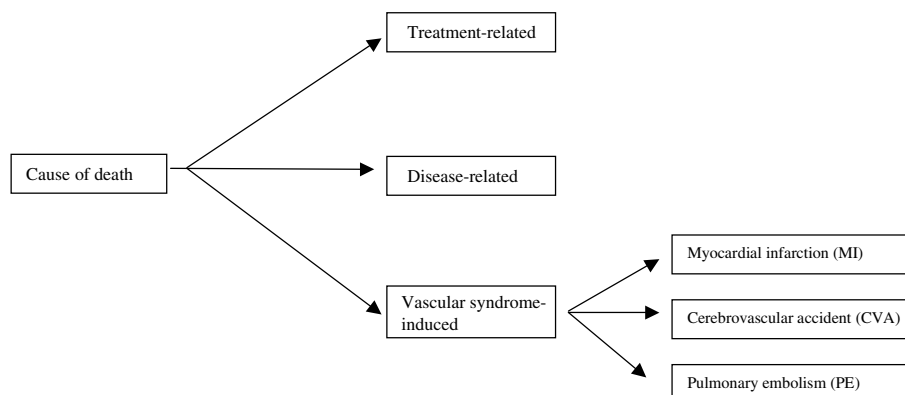 Treatment-related
Cause of death
Disease-related
Vascular syndrome-
induced
Myocardial infarction (MI)
Cerebrovascular accident (CVA)
Pulmonary embolism (PE)